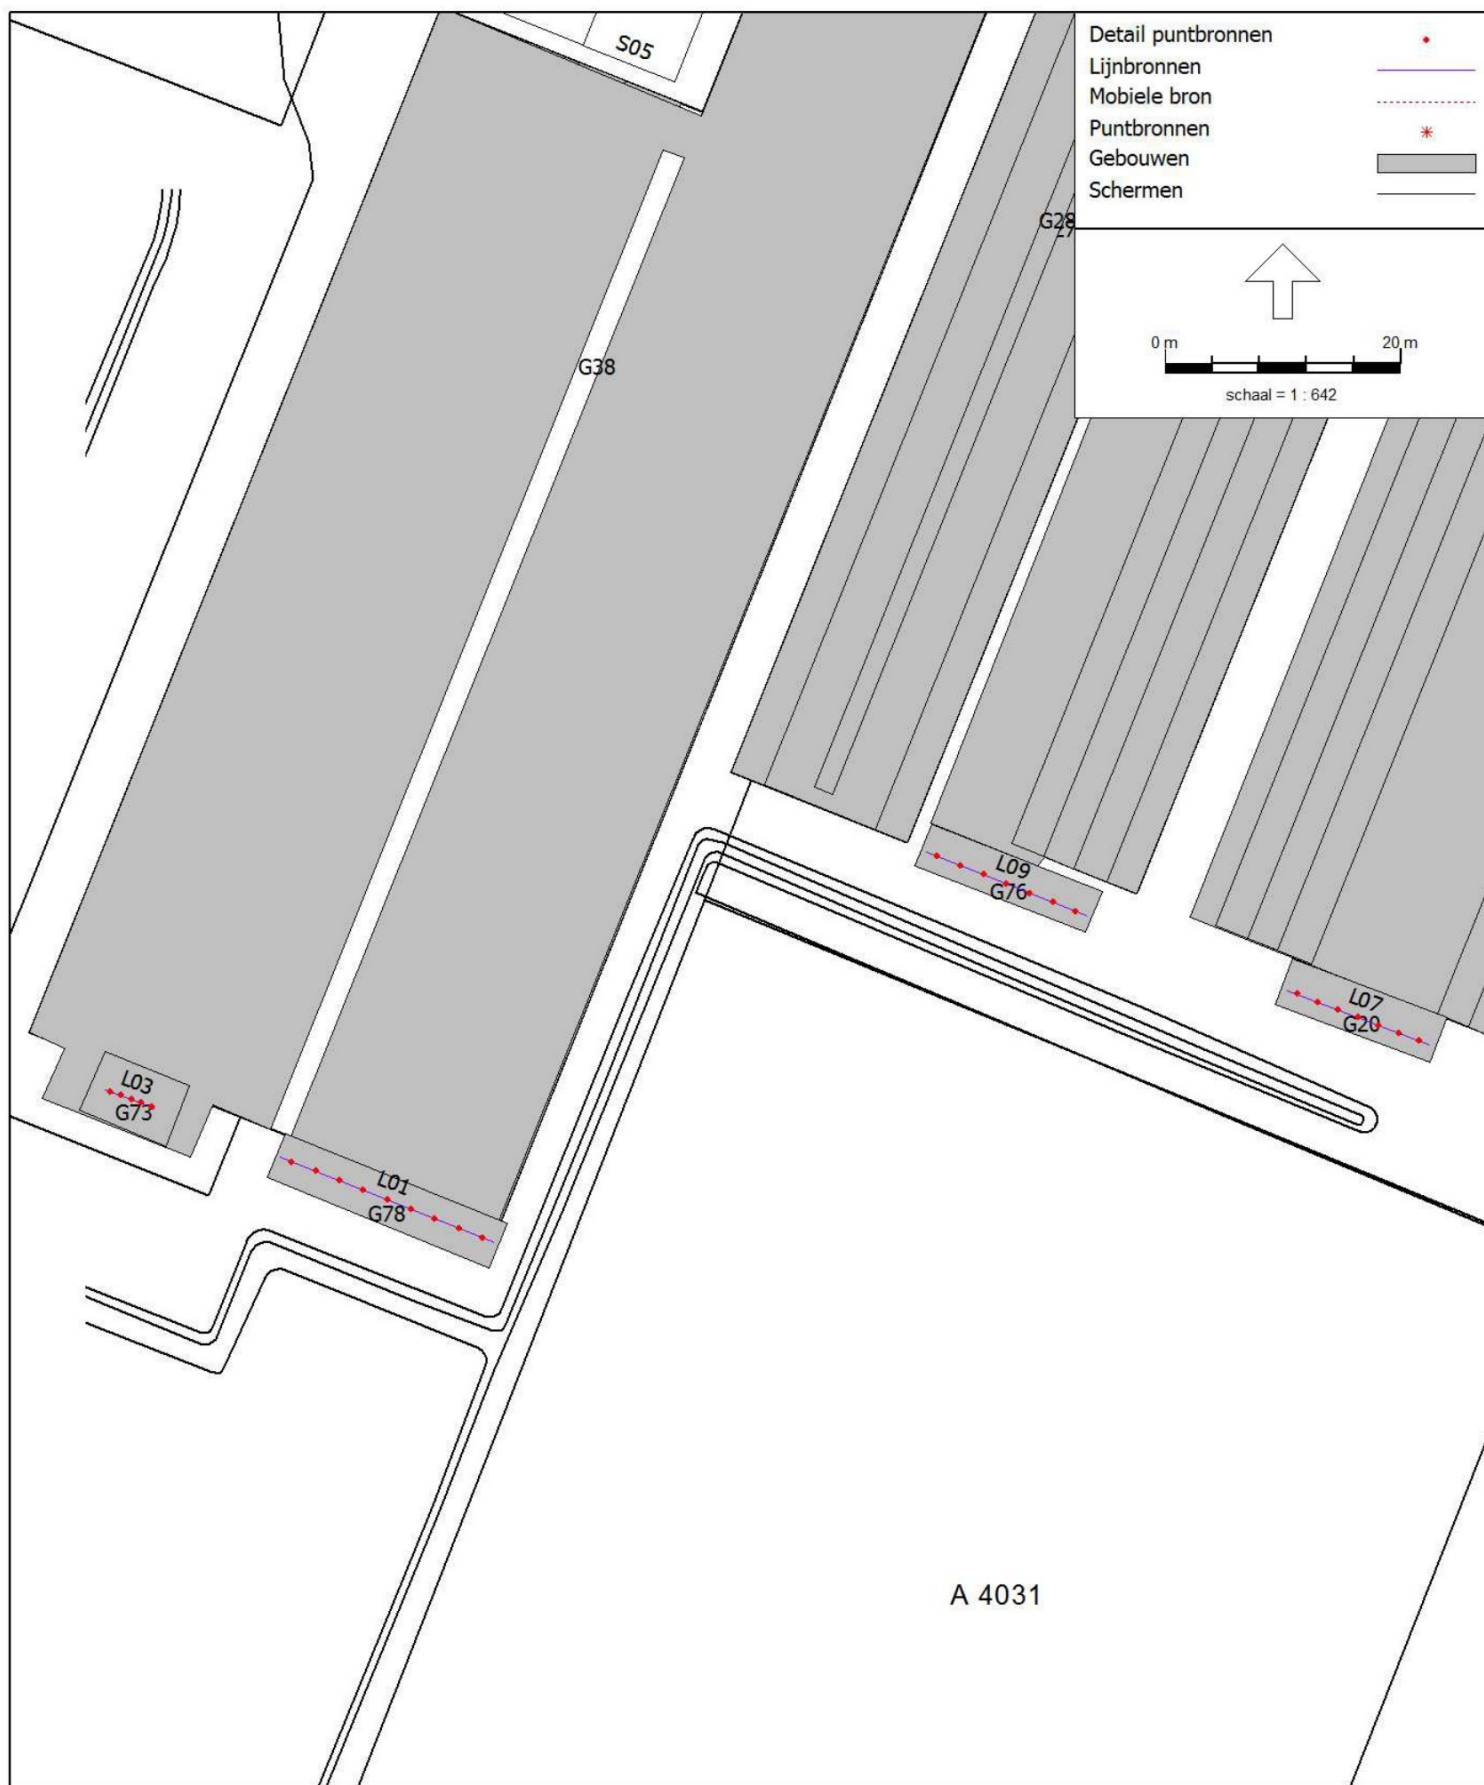 S05
Detail puntbronnen
Lijnbronnen
Mobiele bron
Puntbronnen
Gebouwen
Schermen
G28
0 m 20 m
schaal = 1 : 642
G38
L09
G76
L07
G20
L03
G73
L01
G78
A 4031